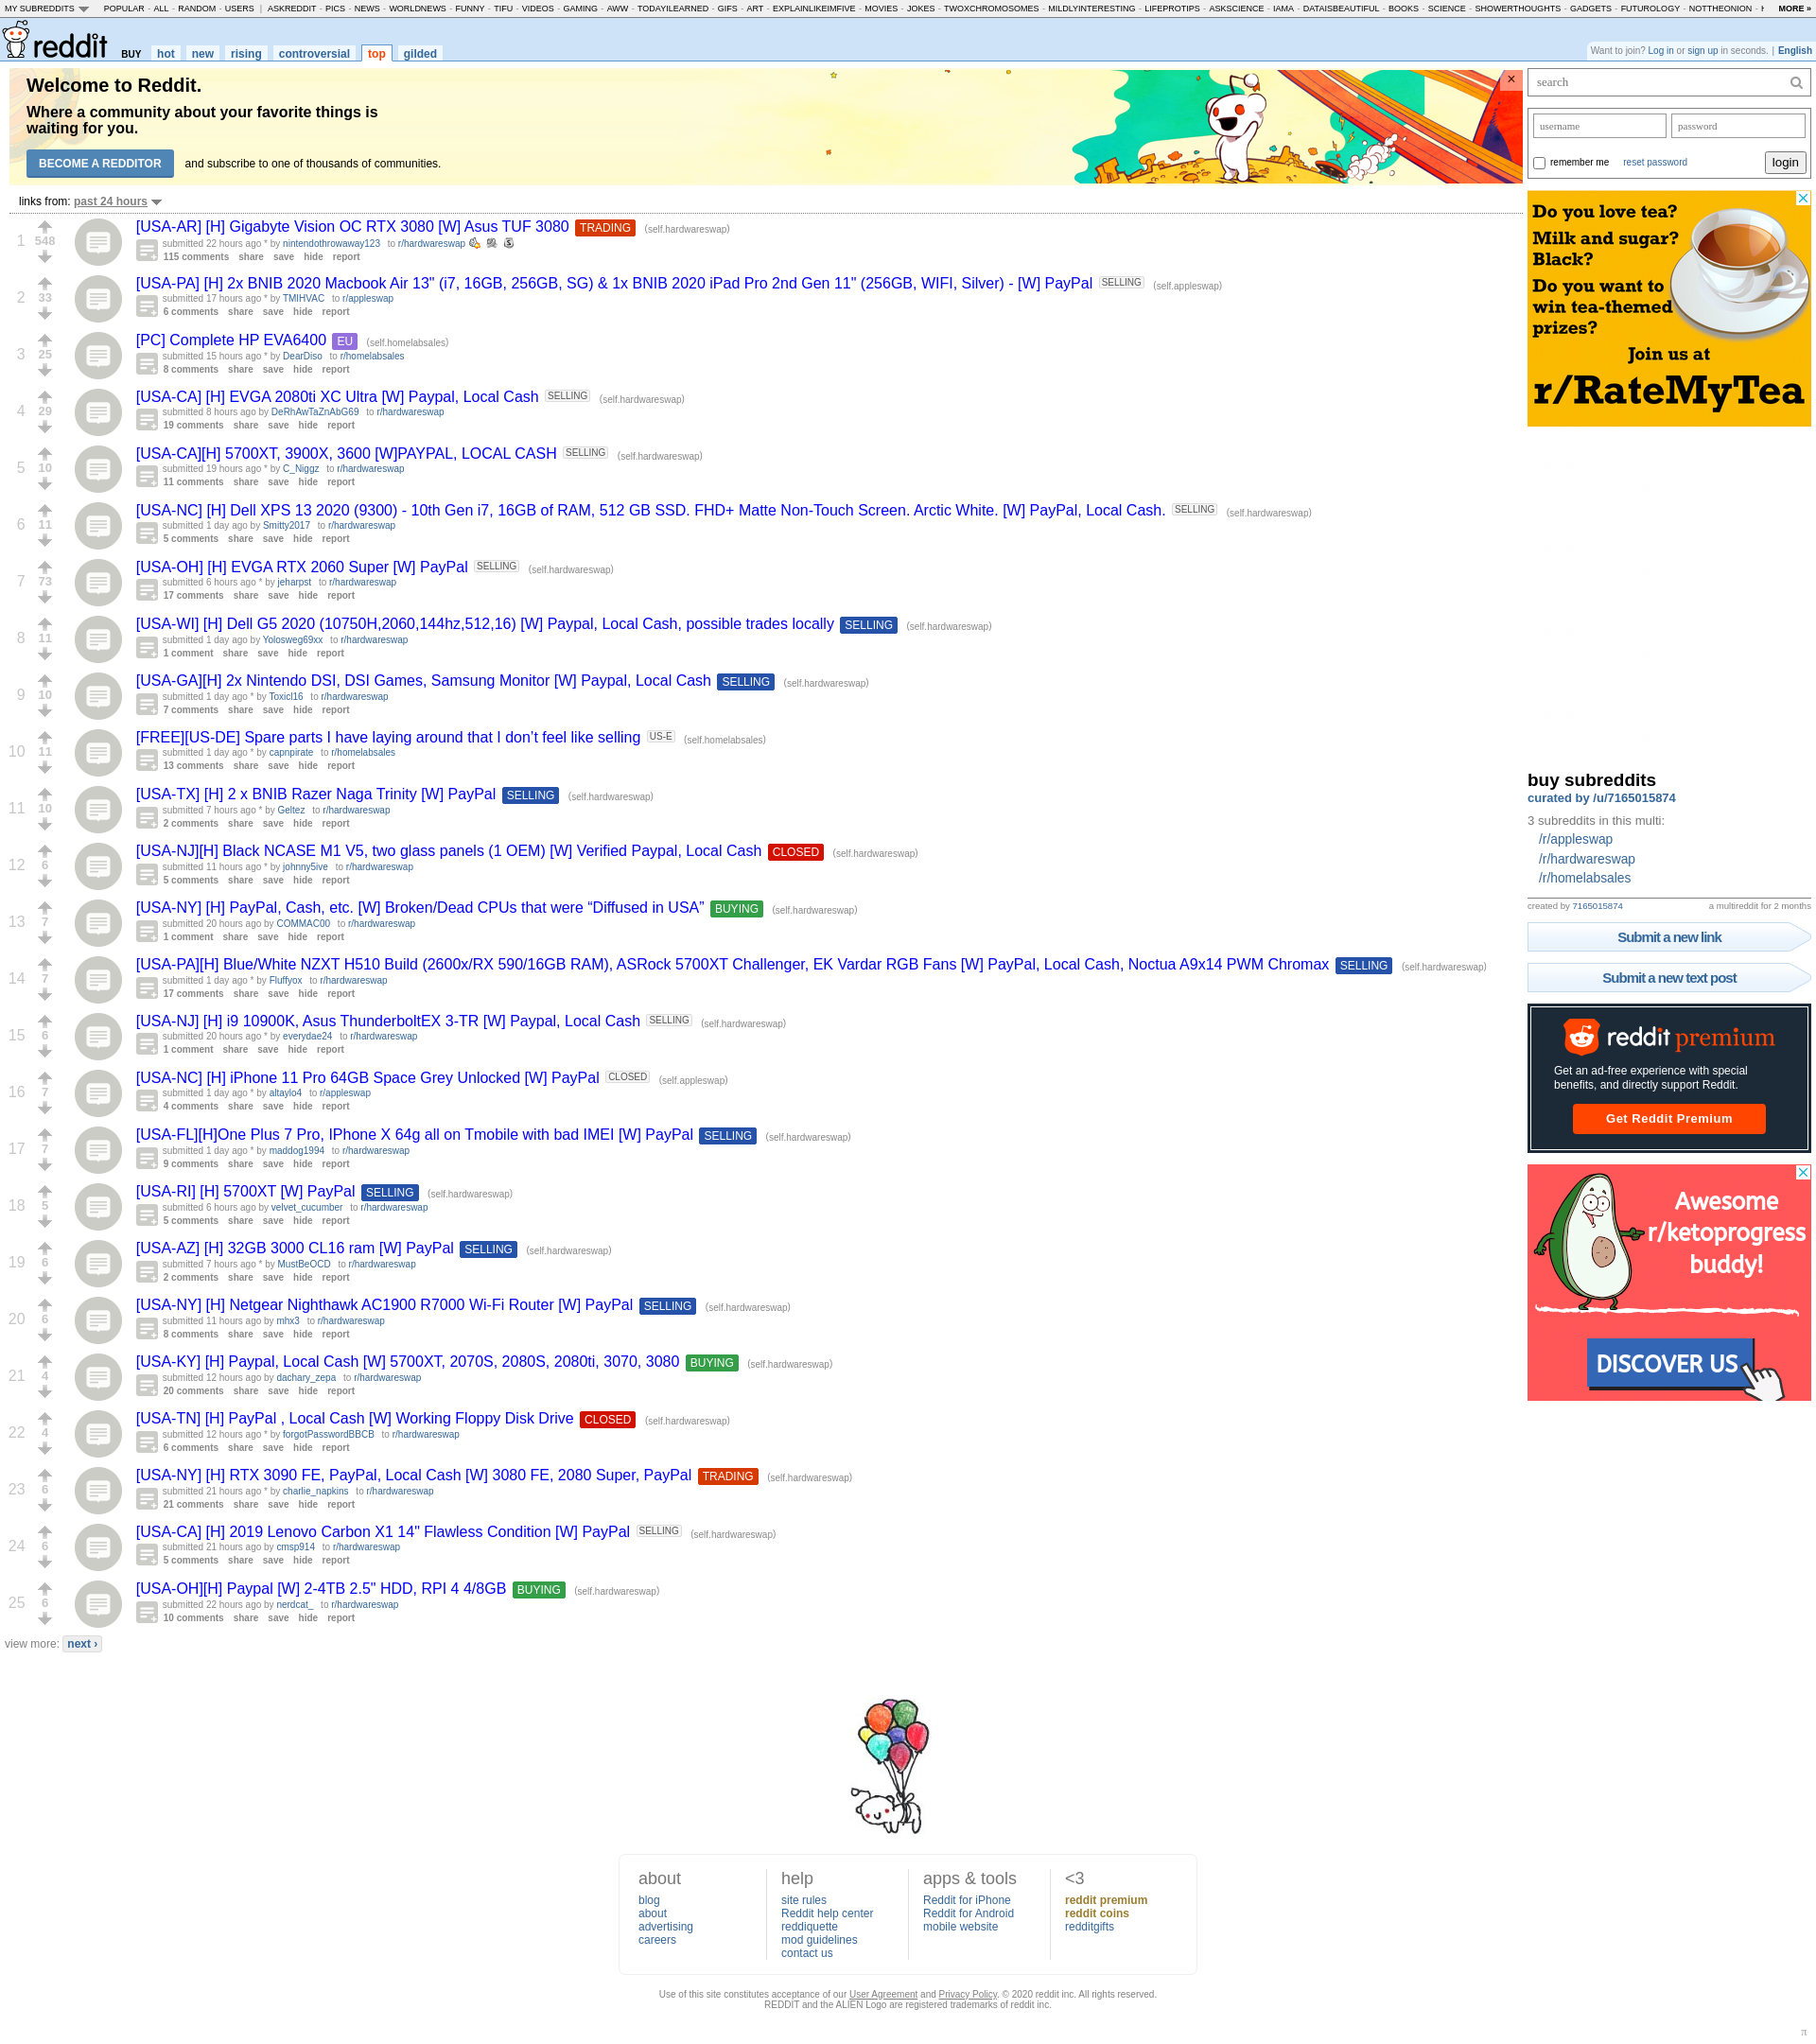 MY SUBREDDITS POPULAR - ALL - RANDOM - USERS | ASKREDDIT - PICS - NEWS - WORLDNEWS - FUNNY - TIFU - VIDEOS - GAMING - AWW - TODAYILEARNED - GIFS - ART - EXPLAINLIKEIMFIVE - MOVIES - JOKES - TWOXCHROMOSOMES - MILDLYINTERESTING - LIFEPROTIPS - ASKSCIENCE - IAMA - DATAISBEAUTIFUL - BOOKS - SCIENCE - SHOWERTHOUGHTS - GADGETS - FUTUROLOGY - NOTTHEONION - MORE »
reddit BUY hot new rising controversial top gilded
Want to join? Log in or sign up in seconds. | English
Welcome to Reddit.
Where a community about your favorite things is
waiting for you.
BECOME A REDDITOR and subscribe to one of thousands of communities.
×
links from: past 24 hours
1 548 [USA-AR] [H] Gigabyte Vision OC RTX 3080 [W] Asus TUF 3080 TRADING (self.hardwareswap)
submitted 22 hours ago * by nintendothrowaway123 to r/hardwareswap
115 comments share save hide report
2 33 [USA-PA] [H] 2x BNIB 2020 Macbook Air 13" (i7, 16GB, 256GB, SG) & 1x BNIB 2020 iPad Pro 2nd Gen 11" (256GB, WIFI, Silver) - [W] PayPal SELLING (self.appleswap)
submitted 17 hours ago * by TMIHVAC to r/appleswap
6 comments share save hide report
3 25 [PC] Complete HP EVA6400 EU (self.homelabsales)
submitted 15 hours ago * by DearDiso to r/homelabsales
8 comments share save hide report
4 29 [USA-CA] [H] EVGA 2080ti XC Ultra [W] Paypal, Local Cash SELLING (self.hardwareswap)
submitted 8 hours ago by DeRhAwTaZnAbG69 to r/hardwareswap
19 comments share save hide report
5 10 [USA-CA][H] 5700XT, 3900X, 3600 [W]PAYPAL, LOCAL CASH SELLING (self.hardwareswap)
submitted 19 hours ago * by C_Niggz to r/hardwareswap
11 comments share save hide report
6 11 [USA-NC] [H] Dell XPS 13 2020 (9300) - 10th Gen i7, 16GB of RAM, 512 GB SSD. FHD+ Matte Non-Touch Screen. Arctic White. [W] PayPal, Local Cash. SELLING (self.hardwareswap)
submitted 1 day ago by Smitty2017 to r/hardwareswap
5 comments share save hide report
7 73 [USA-OH] [H] EVGA RTX 2060 Super [W] PayPal SELLING (self.hardwareswap)
submitted 6 hours ago * by jeharpst to r/hardwareswap
17 comments share save hide report
8 11 [USA-WI] [H] Dell G5 2020 (10750H,2060,144hz,512,16) [W] Paypal, Local Cash, possible trades locally SELLING (self.hardwareswap)
submitted 1 day ago by Yolosweg69xx to r/hardwareswap
1 comment share save hide report
9 10 [USA-GA][H] 2x Nintendo DSI, DSI Games, Samsung Monitor [W] Paypal, Local Cash SELLING (self.hardwareswap)
submitted 1 day ago * by Toxicl16 to r/hardwareswap
7 comments share save hide report
10 11 [FREE][US-DE] Spare parts I have laying around that I don’t feel like selling US-E (self.homelabsales)
submitted 1 day ago * by capnpirate to r/homelabsales
13 comments share save hide report
11 10 [USA-TX] [H] 2 x BNIB Razer Naga Trinity [W] PayPal SELLING (self.hardwareswap)
submitted 7 hours ago * by Geltez to r/hardwareswap
2 comments share save hide report
12 6 [USA-NJ][H] Black NCASE M1 V5, two glass panels (1 OEM) [W] Verified Paypal, Local Cash CLOSED (self.hardwareswap)
submitted 11 hours ago * by johnny5ive to r/hardwareswap
5 comments share save hide report
13 7 [USA-NY] [H] PayPal, Cash, etc. [W] Broken/Dead CPUs that were “Diffused in USA” BUYING (self.hardwareswap)
submitted 20 hours ago by COMMAC00 to r/hardwareswap
1 comment share save hide report
14 7 [USA-PA][H] Blue/White NZXT H510 Build (2600x/RX 590/16GB RAM), ASRock 5700XT Challenger, EK Vardar RGB Fans [W] PayPal, Local Cash, Noctua A9x14 PWM Chromax SELLING (self.hardwareswap)
submitted 1 day ago * by Fluffyox to r/hardwareswap
17 comments share save hide report
15 6 [USA-NJ] [H] i9 10900K, Asus ThunderboltEX 3-TR [W] Paypal, Local Cash SELLING (self.hardwareswap)
submitted 20 hours ago * by everydae24 to r/hardwareswap
1 comment share save hide report
16 7 [USA-NC] [H] iPhone 11 Pro 64GB Space Grey Unlocked [W] PayPal CLOSED (self.appleswap)
submitted 1 day ago * by altaylo4 to r/appleswap
4 comments share save hide report
17 7 [USA-FL][H]One Plus 7 Pro, IPhone X 64g all on Tmobile with bad IMEI [W] PayPal SELLING (self.hardwareswap)
submitted 1 day ago * by maddog1994 to r/hardwareswap
9 comments share save hide report
18 5 [USA-RI] [H] 5700XT [W] PayPal SELLING (self.hardwareswap)
submitted 6 hours ago by velvet_cucumber to r/hardwareswap
5 comments share save hide report
19 6 [USA-AZ] [H] 32GB 3000 CL16 ram [W] PayPal SELLING (self.hardwareswap)
submitted 7 hours ago * by MustBeOCD to r/hardwareswap
2 comments share save hide report
20 6 [USA-NY] [H] Netgear Nighthawk AC1900 R7000 Wi-Fi Router [W] PayPal SELLING (self.hardwareswap)
submitted 11 hours ago by mhx3 to r/hardwareswap
8 comments share save hide report
21 4 [USA-KY] [H] Paypal, Local Cash [W] 5700XT, 2070S, 2080S, 2080ti, 3070, 3080 BUYING (self.hardwareswap)
submitted 12 hours ago by dachary_zepa to r/hardwareswap
20 comments share save hide report
22 4 [USA-TN] [H] PayPal , Local Cash [W] Working Floppy Disk Drive CLOSED (self.hardwareswap)
submitted 12 hours ago * by forgotPasswordBBCB to r/hardwareswap
6 comments share save hide report
23 6 [USA-NY] [H] RTX 3090 FE, PayPal, Local Cash [W] 3080 FE, 2080 Super, PayPal TRADING (self.hardwareswap)
submitted 21 hours ago * by charlie_napkins to r/hardwareswap
21 comments share save hide report
24 6 [USA-CA] [H] 2019 Lenovo Carbon X1 14" Flawless Condition [W] PayPal SELLING (self.hardwareswap)
submitted 21 hours ago by cmsp914 to r/hardwareswap
5 comments share save hide report
25 6 [USA-OH][H] Paypal [W] 2-4TB 2.5" HDD, RPI 4 4/8GB BUYING (self.hardwareswap)
submitted 22 hours ago by nerdcat_ to r/hardwareswap
10 comments share save hide report
view more: next ›
search
username password
remember me reset password login
Do you love tea?
Milk and sugar?
Black?
Do you want to
win tea-themed
prizes?
Join us at
r/RateMyTea
buy subreddits
curated by /u/7165015874
3 subreddits in this multi:
/r/appleswap
/r/hardwareswap
/r/homelabsales
created by 7165015874 a multireddit for 2 months
Submit a new link
Submit a new text post
reddit premium
Get an ad-free experience with special
benefits, and directly support Reddit.
Get Reddit Premium
Awesome
r/ketoprogress
buddy!
DISCOVER US
about help apps & tools <3
blog site rules Reddit for iPhone reddit premium
about Reddit help center Reddit for Android reddit coins
advertising reddiquette mobile website redditgifts
careers mod guidelines
contact us
Use of this site constitutes acceptance of our User Agreement and Privacy Policy. © 2020 reddit inc. All rights reserved.
REDDIT and the ALIEN Logo are registered trademarks of reddit inc.
π